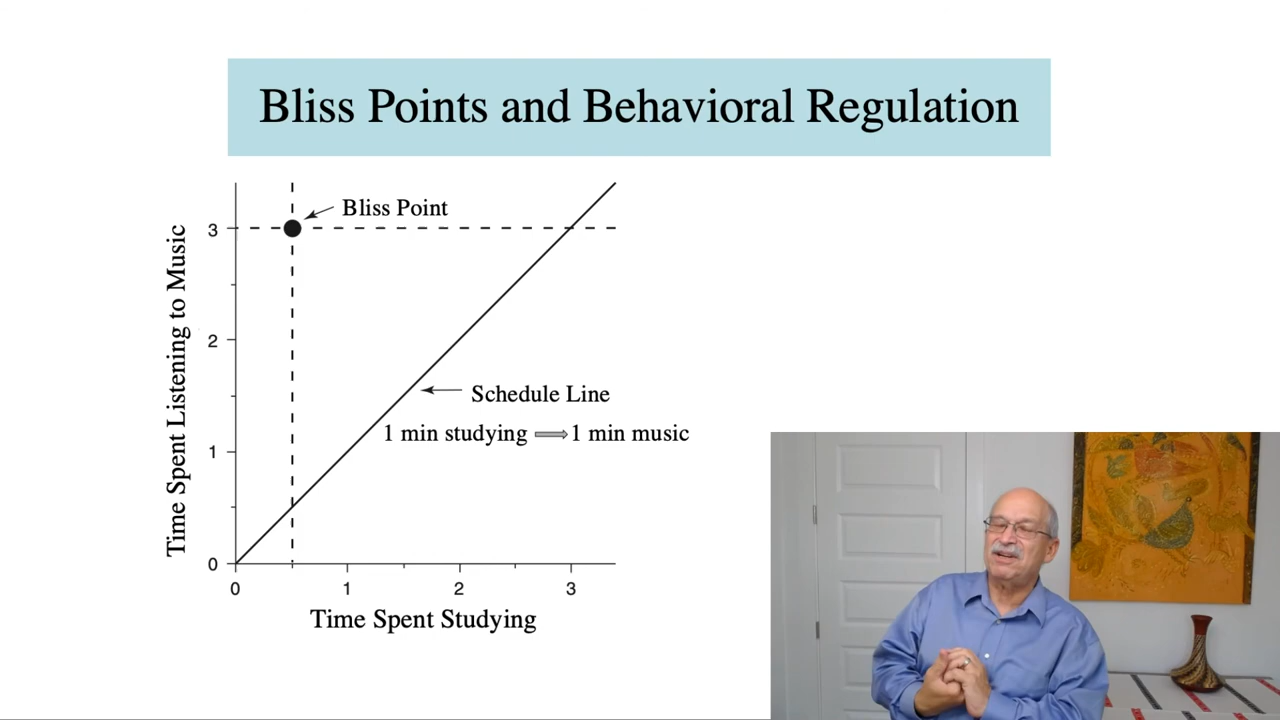 Bliss Points and Behavioral Regulation
Bliss Point
3
2
1
0
Time Spent Listening to Music
Schedule Line
1 min studying ⇒ 1 min music
0 1 2 3
Time Spent Studying